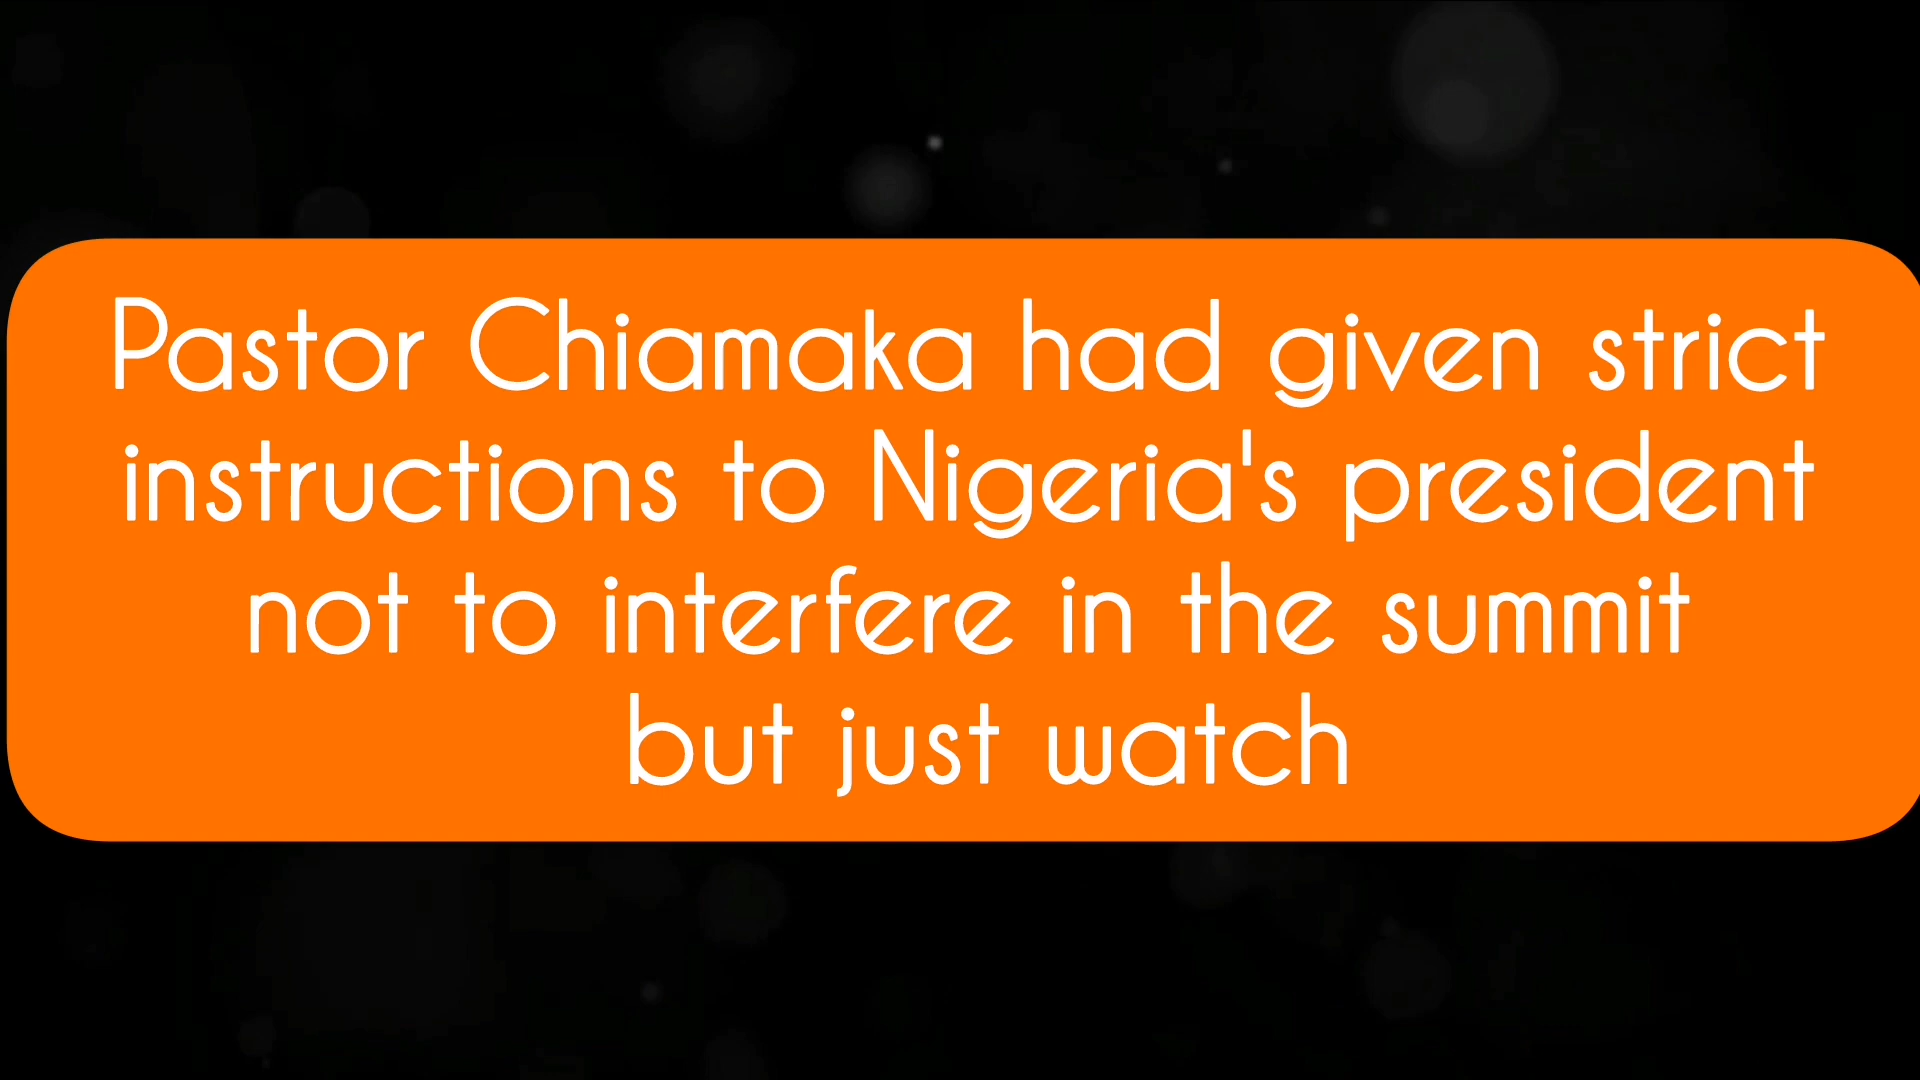 Pastor Chiamaka had given strict
instructions to Nigeria's president
not to interfere in the summit
but just watch